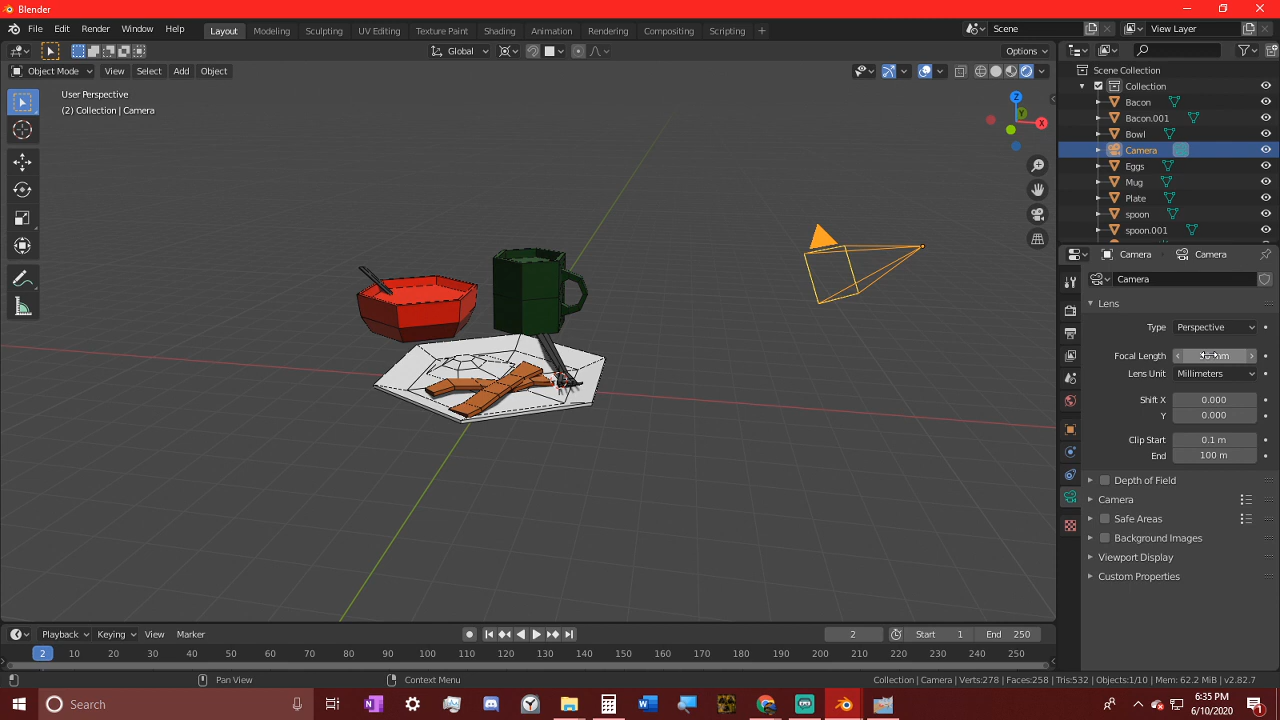 Blender
File Edit Render Window Help Layout Modeling Sculpting UV Editing Texture Paint Shading Animation Rendering Compositing Scripting + Scene View Layer
Global Options
Object Mode View Select Add Object
User Perspective
(2) Collection | Camera
Z
Y
X
Scene Collection
Collection
Bacon
Bacon.001
Bowl
Camera
Eggs
Mug
Plate
spoon
spoon.001
Camera Camera
Camera
Lens
Type Perspective
Focal Length
Lens Unit Millimeters
Shift X 0.000
Y 0.000
Clip Start 0.1 m
End 100 m
Depth of Field
Camera
Safe Areas
Background Images
Viewport Display
Custom Properties
Playback Keying View Marker 2 Start 1 End 250
2 10 20 30 40 50 60 70 80 90 100 110 120 130 140 150 160 170 180 190 200 210 220 230 240 250
Pan View Context Menu Collection | Camera | Verts:278 | Faces:258 | Tris:532 | Objects:1/10 | Mem: 62.2 MiB | v2.82.7
Search
6:35 PM
6/10/2020